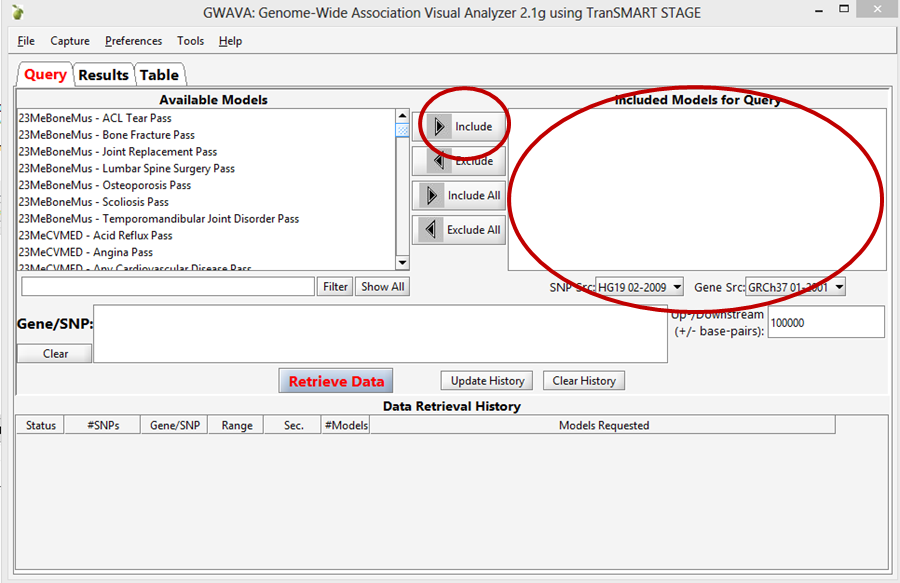 GWAVA: Genome-Wide Association Visual Analyzer 2.1g using TranSMART STAGE
File Capture Preferences Tools Help
Query Results Table
Available Models
Included Models for Query
23MeBoneMus - ACL Tear Pass
23MeBoneMus - Bone Fracture Pass
23MeBoneMus - Joint Replacement Pass
23MeBoneMus - Lumbar Spine Surgery Pass
23MeBoneMus - Osteoporosis Pass
23MeBoneMus - Scoliosis Pass
23MeBoneMus - Temporomandibular Joint Disorder Pass
23MeCVMED - Acid Reflux Pass
23MeCVMED - Angina Pass
23MeCVMED - Any Cardiovascular Disease Pass
Include
Exclude
Include All
Exclude All
Filter Show All
SNP Src: HG19 02-2009 Gene Src: GRCh37 01-2001
Gene/SNP:
Clear
Up-/Downstream
(+/- base-pairs):
100000
Retrieve Data Update History Clear History
Data Retrieval History
Status #SNPs Gene/SNP Range Sec. #Models Models Requested